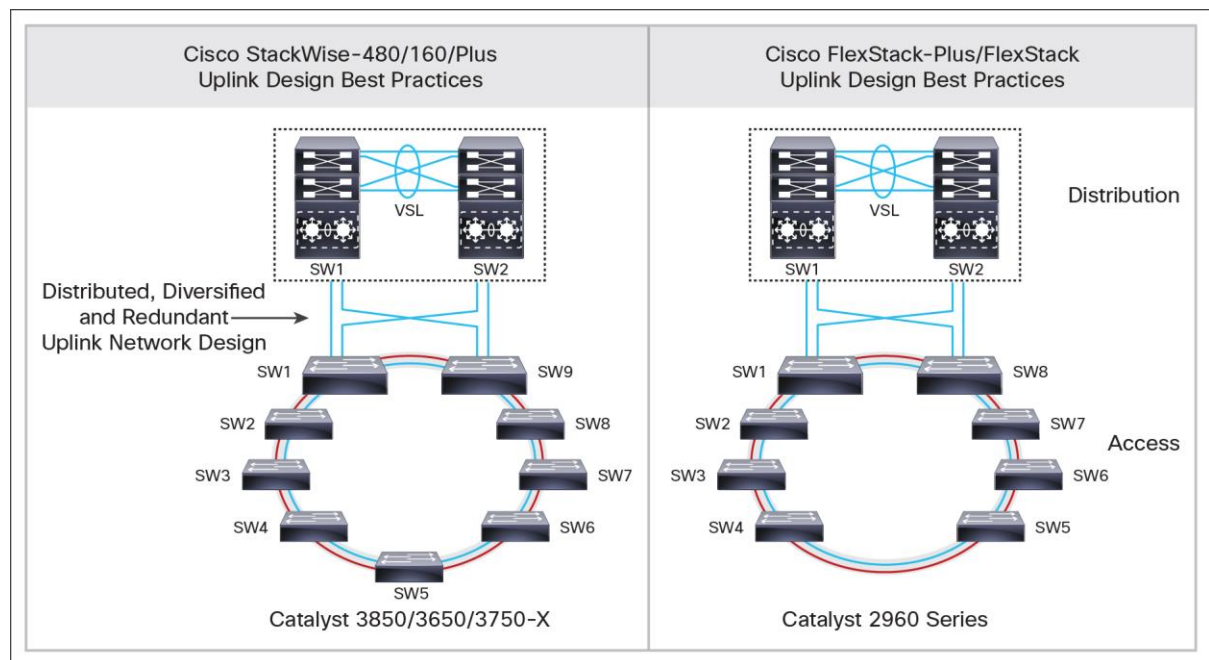 Cisco StackWise-480/160/Plus
Uplink Design Best Practices
Cisco FlexStack-Plus/FlexStack
Uplink Design Best Practices
VSL
SW1
SW2
Distributed, Diversified
and Redundant
Uplink Network Design
SW1
SW9
SW2
SW8
SW3
SW7
SW4
SW6
SW5
Catalyst 3850/3650/3750-X
VSL
SW1
SW2
Distribution
SW1
SW8
SW2
SW7
Access
SW3
SW6
SW4
SW5
Catalyst 2960 Series